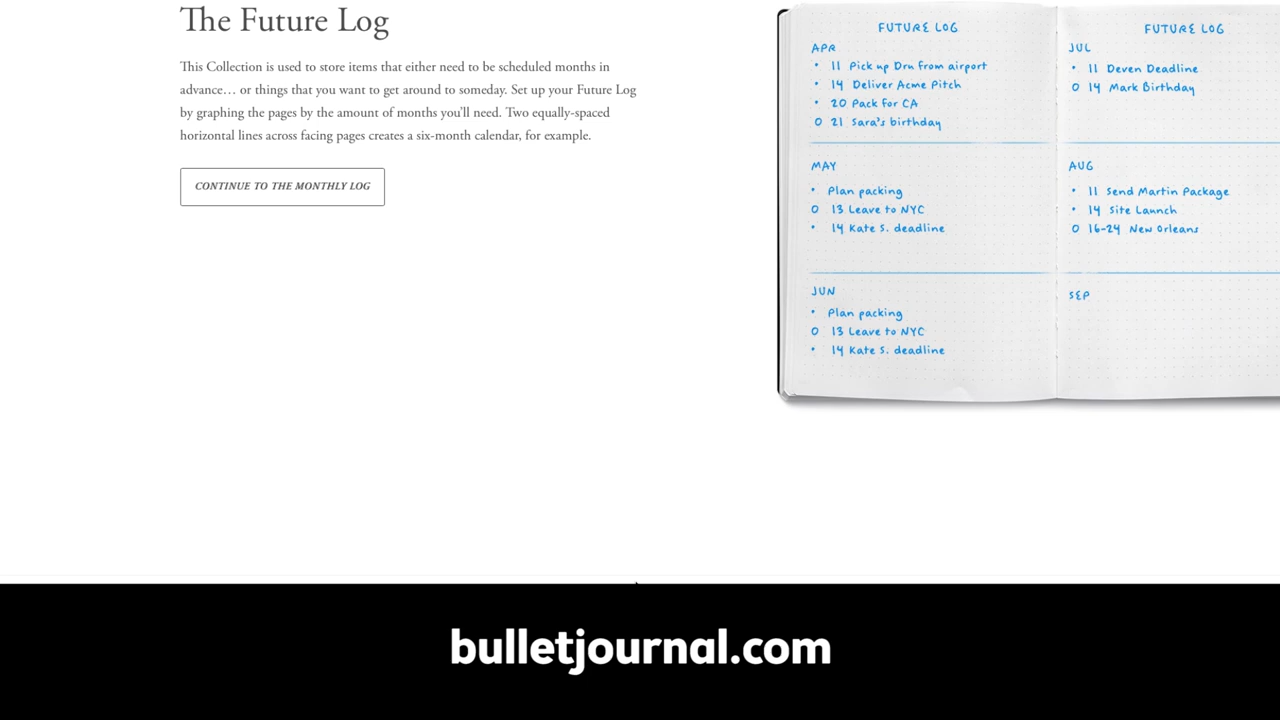 The Future Log
This Collection is used to store items that either need to be scheduled months in
advance… or things that you want to get around to someday. Set up your Future Log
by graphing the pages by the amount of months you'll need. Two equally-spaced
horizontal lines across facing pages creates a six-month calendar, for example.
CONTINUE TO THE MONTHLY LOG
FUTURE LOG
APR
• 11 Pick up Dru from airport
• 14 Deliver Acme Pitch
• 20 Pack for CA
O 21 Sara's birthday
MAY
• Plan packing
O 13 Leave to NYC
• 14 Kate S. deadline
JUN
• Plan packing
O 13 Leave to NYC
• 14 Kate S. deadline
FUTURE LOG
JUL
• 11 Deven Deadline
O 14 Mark Birthday
AUG
• 11 Send Martin Package
• 14 Site Launch
O 16-24 New Orleans
SEP
bulletjournal.com